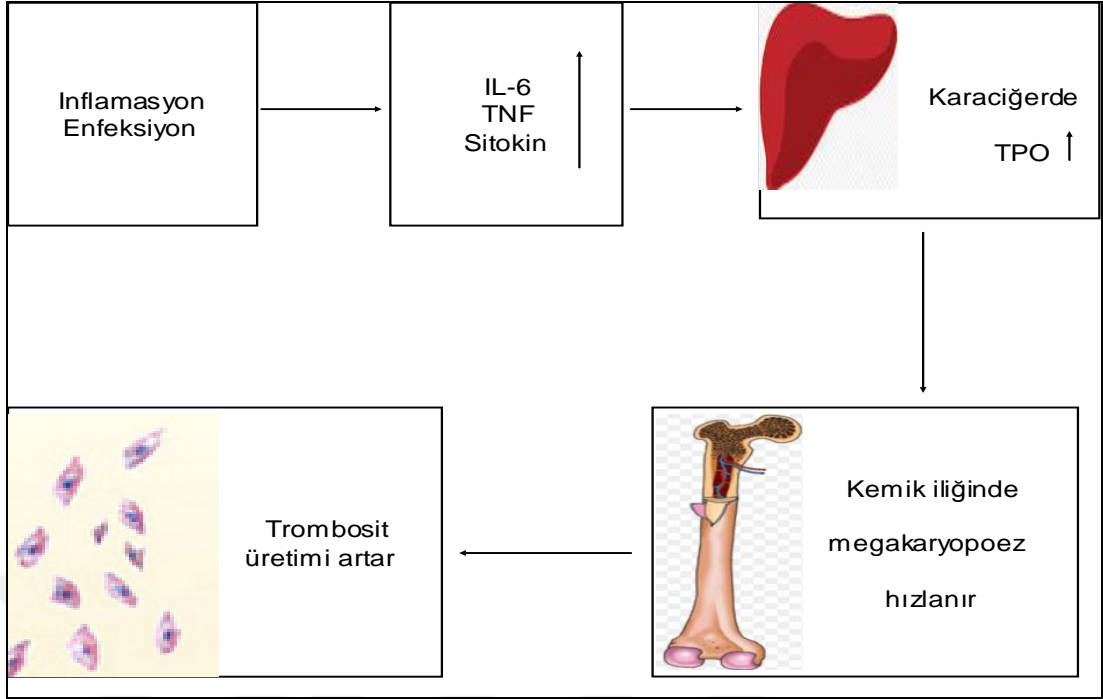 Inflamasyon
Enfeksiyon
IL-6
TNF
Sitokin
Karaciğerde
TPO
Kemik iliğinde
megakaryopoez
hızlanır
Trombosit
üretimi artar